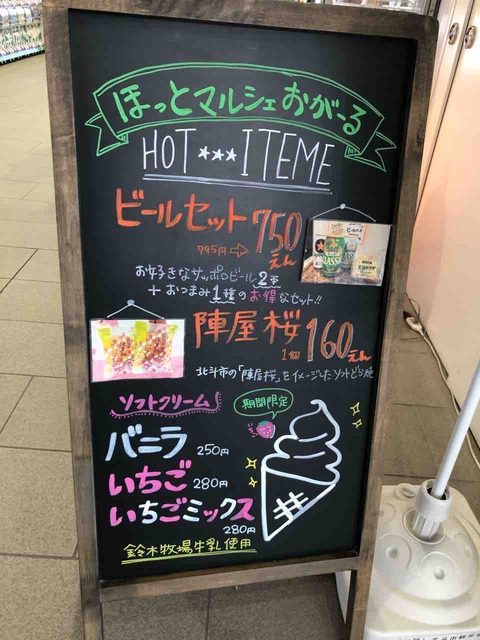 ほっとマルシェおがーる
HOT★★★ITEME
ビールセット 750えん
795円⇨
お好きなサッポロビール2本
+おつまみ1種のお得なセット!!
陣屋桜 1個 160えん
北斗市の「陣屋桜」をイメージしたソフトどら焼
ソフトクリーム
期間限定
バニラ 250円
いちご 280円
いちごミックス
280円
鈴木牧場牛乳使用